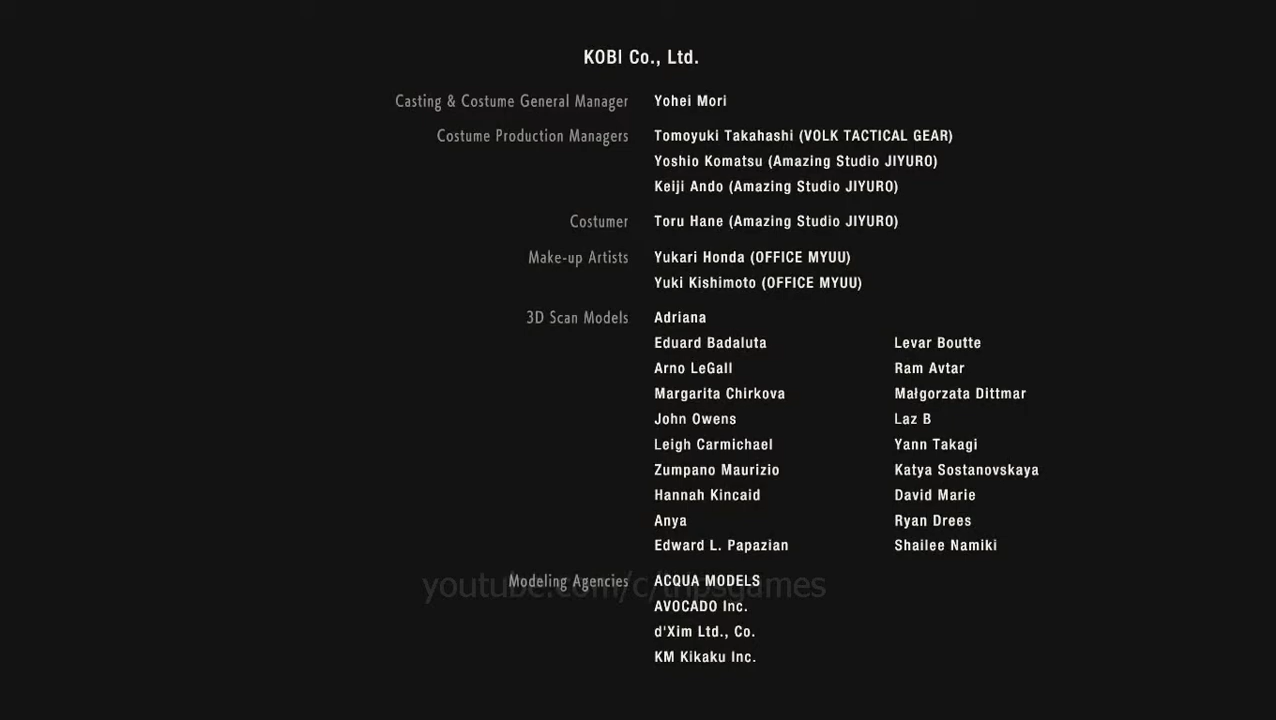 KOBI Co., Ltd.
Casting & Costume General Manager Yohei Mori
Costume Production Managers Tomoyuki Takahashi (VOLK TACTICAL GEAR)
Yoshio Komatsu (Amazing Studio JIYURO)
Keiji Ando (Amazing Studio JIYURO)
Costumer Toru Hane (Amazing Studio JIYURO)
Make-up Artists Yukari Honda (OFFICE MYUU)
Yuki Kishimoto (OFFICE MYUU)
3D Scan Models Adriana
Eduard Badaluta Levar Boutte
Arno LeGall Ram Avtar
Margarita Chirkova Małgorzata Dittmar
John Owens Laz B
Leigh Carmichael Yann Takagi
Zumpano Maurizio Katya Sostanovskaya
Hannah Kincaid David Marie
Anya Ryan Drees
Edward L. Papazian Shailee Namiki
Modeling Agencies ACQUA MODELS
AVOCADO Inc.
d'Xim Ltd., Co.
KM Kikaku Inc.